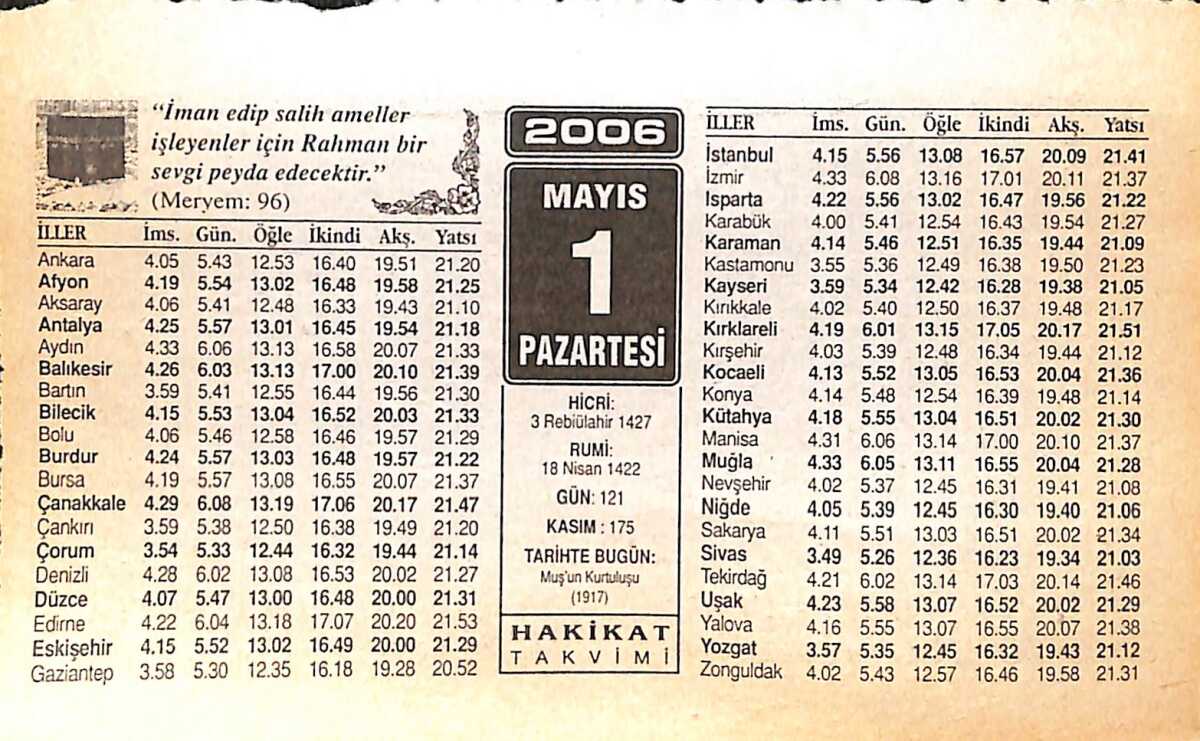 “İman edip salih ameller
işleyenler için Rahman bir
sevgi peyda edecektir.”
(Meryem: 96)
İLLER İms. Gün. Öğle İkindi Akş. Yatsı
Ankara 4.05 5.43 12.53 16.40 19.51 21.20
Afyon 4.19 5.54 13.02 16.48 19.58 21.25
Aksaray 4.06 5.41 12.48 16.33 19.43 21.10
Antalya 4.25 5.57 13.01 16.45 19.54 21.18
Aydın 4.33 6.06 13.13 16.58 20.07 21.33
Balıkesir 4.26 6.03 13.13 17.00 20.10 21.39
Bartın 3.59 5.41 12.55 16.44 19.56 21.30
Bilecik 4.15 5.53 13.04 16.52 20.03 21.33
Bolu 4.06 5.46 12.58 16.46 19.57 21.29
Burdur 4.24 5.57 13.03 16.48 19.57 21.22
Bursa 4.19 5.57 13.08 16.55 20.07 21.37
Çanakkale 4.29 6.08 13.19 17.06 20.17 21.47
Çankırı 3.59 5.38 12.50 16.38 19.49 21.20
Çorum 3.54 5.33 12.44 16.32 19.44 21.14
Denizli 4.28 6.02 13.08 16.53 20.02 21.27
Düzce 4.07 5.47 13.00 16.48 20.00 21.31
Edirne 4.22 6.04 13.18 17.07 20.20 21.53
Eskişehir 4.15 5.52 13.02 16.49 20.00 21.29
Gaziantep 3.58 5.30 12.35 16.18 19.28 20.52
2006
MAYIS
1
PAZARTESİ
HİCRİ:
3 Rebiülahir 1427
RUMİ:
18 Nisan 1422
GÜN: 121
KASIM : 175
TARİHTE BUGÜN:
Muş'un Kurtuluşu
(1917)
HAKİKAT
TAKVİMİ
İLLER İms. Gün. Öğle İkindi Akş. Yatsı
İstanbul 4.15 5.56 13.08 16.57 20.09 21.41
İzmir 4.33 6.08 13.16 17.01 20.11 21.37
Isparta 4.22 5.56 13.02 16.47 19.56 21.22
Karabük 4.00 5.41 12.54 16.43 19.54 21.27
Karaman 4.14 5.46 12.51 16.35 19.44 21.09
Kastamonu 3.55 5.36 12.49 16.38 19.50 21.23
Kayseri 3.59 5.34 12.42 16.28 19.38 21.05
Kırıkkale 4.02 5.40 12.50 16.37 19.48 21.17
Kırklareli 4.19 6.01 13.15 17.05 20.17 21.51
Kırşehir 4.03 5.39 12.48 16.34 19.44 21.12
Kocaeli 4.13 5.52 13.05 16.53 20.04 21.36
Konya 4.14 5.48 12.54 16.39 19.48 21.14
Kütahya 4.18 5.55 13.04 16.51 20.02 21.30
Manisa 4.31 6.06 13.14 17.00 20.10 21.37
Muğla 4.33 6.05 13.11 16.55 20.04 21.28
Nevşehir 4.02 5.37 12.45 16.31 19.41 21.08
Niğde 4.05 5.39 12.45 16.30 19.40 21.06
Sakarya 4.11 5.51 13.03 16.51 20.02 21.34
Sivas 3.49 5.26 12.36 16.23 19.34 21.03
Tekirdağ 4.21 6.02 13.14 17.03 20.14 21.46
Uşak 4.23 5.58 13.07 16.52 20.02 21.29
Yalova 4.16 5.55 13.07 16.55 20.07 21.38
Yozgat 3.57 5.35 12.45 16.32 19.43 21.12
Zonguldak 4.02 5.43 12.57 16.46 19.58 21.31